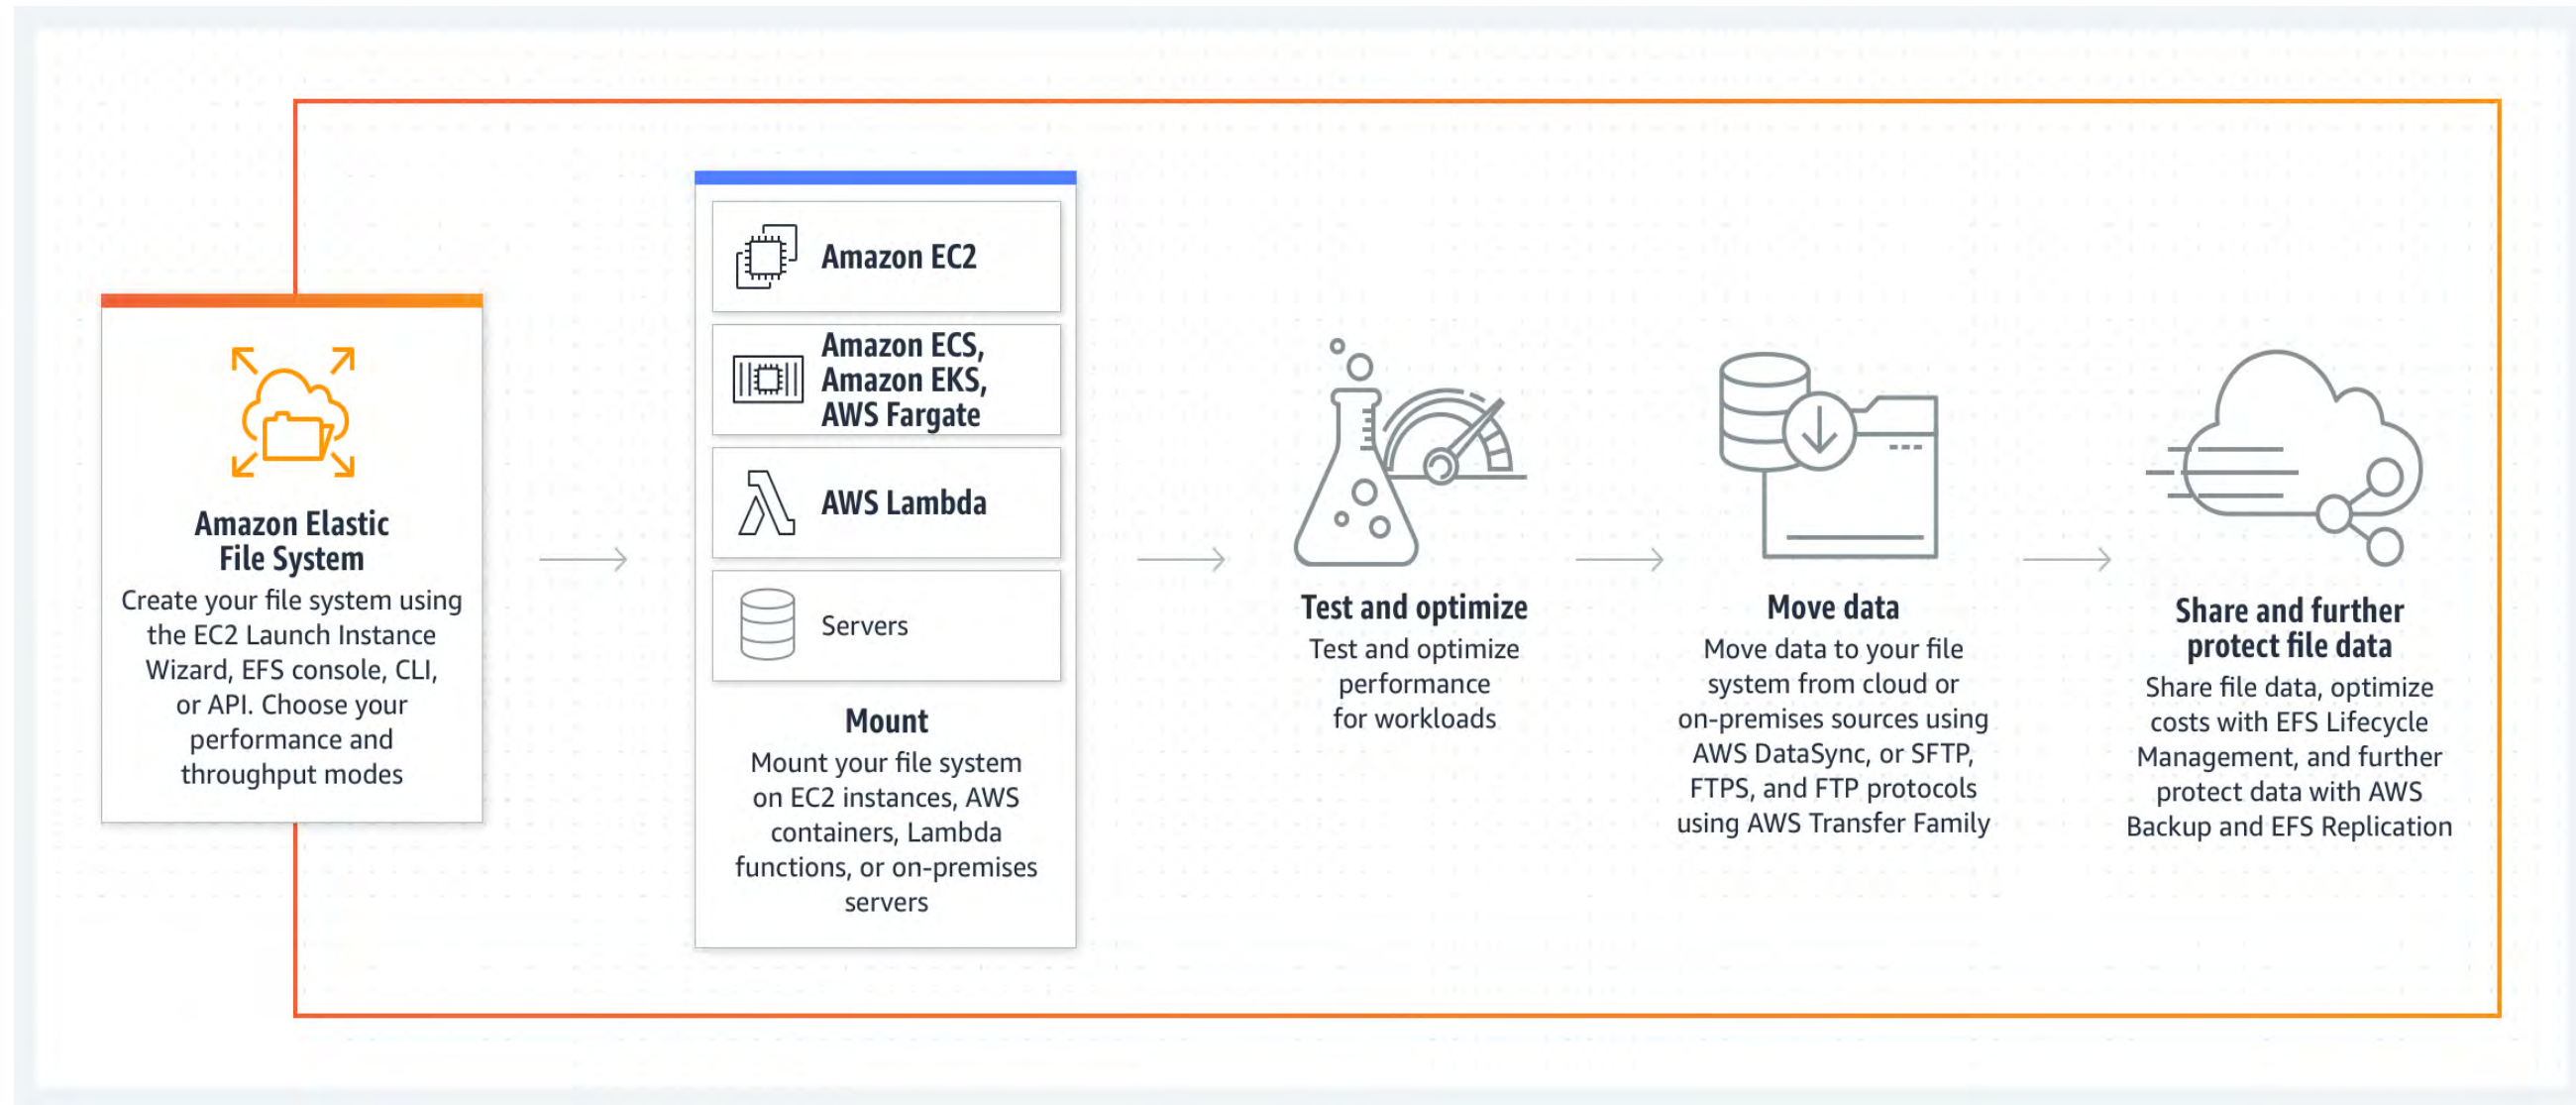 Amazon Elastic
File System
Create your file system using
the EC2 Launch Instance
Wizard, EFS console, CLI,
or API. Choose your
performance and
throughput modes
Amazon EC2
Amazon ECS,
Amazon EKS,
AWS Fargate
AWS Lambda
Servers
Mount
Mount your file system
on EC2 instances, AWS
containers, Lambda
functions, or on-premises
servers
Test and optimize
Test and optimize
performance
for workloads
Move data
Move data to your file
system from cloud or
on-premises sources using
AWS DataSync, or SFTP,
FTPS, and FTP protocols
using AWS Transfer Family
Share and further
protect file data
Share file data, optimize
costs with EFS Lifecycle
Management, and further
protect data with AWS
Backup and EFS Replication